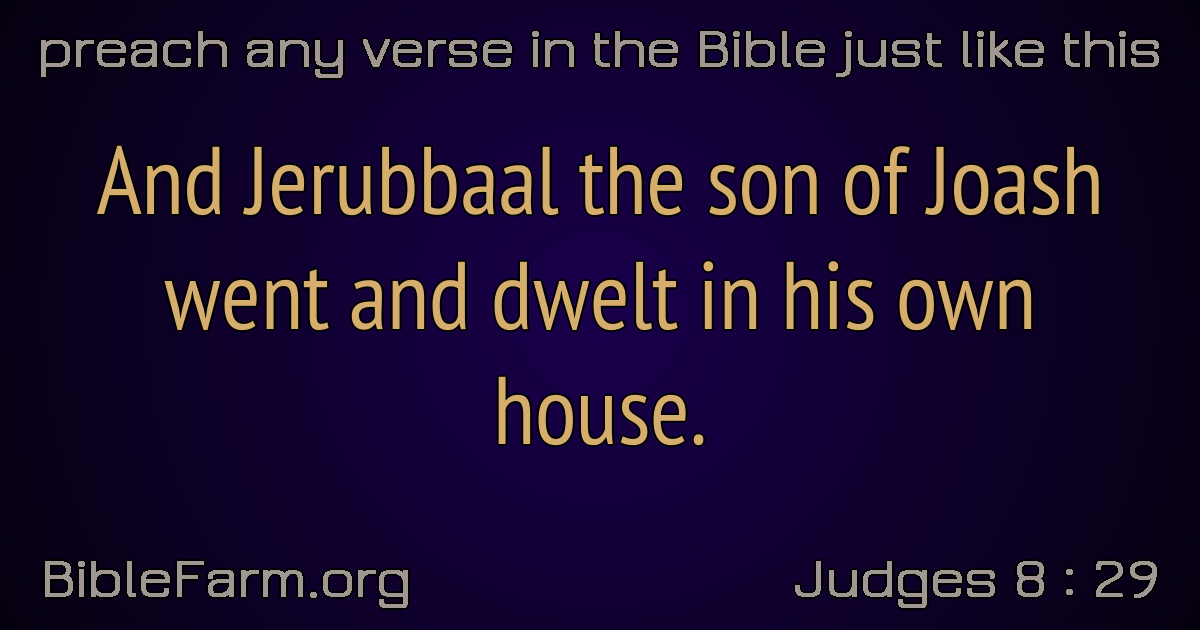 preach any verse in the Bible just like this
And Jerubbaal the son of Joash
went and dwelt in his own
house.
BibleFarm.org
Judges 8 : 29